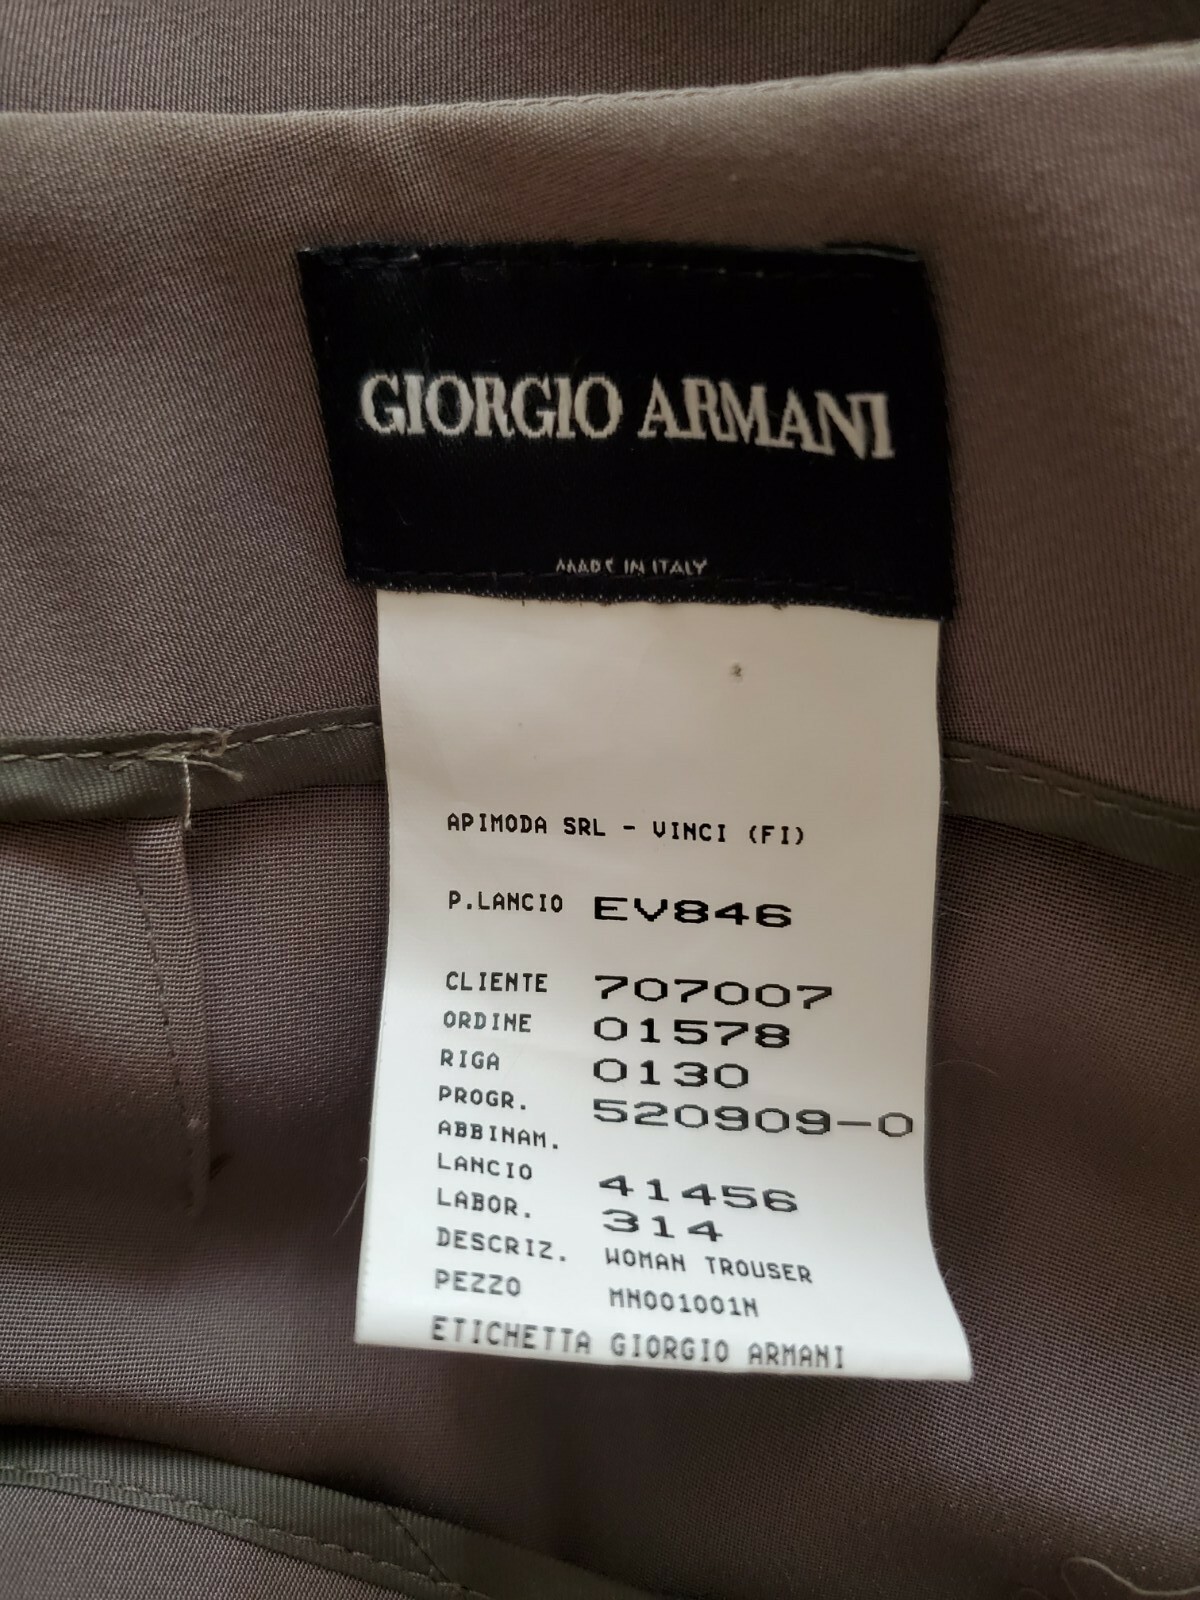 GIORGIO ARMANI
MADE IN ITALY
APIMODA SRL - VINCI (FI)
P.LANCIO EV846
CLIENTE 707007
ORDINE 01578
RIGA 0130
PROGR. 520909-0
ABBINAM.
LANCIO 41456
LABOR. 314
DESCRIZ. WOMAN TROUSER
PEZZO MN001001N
ETICHETTA GIORGIO ARMANI